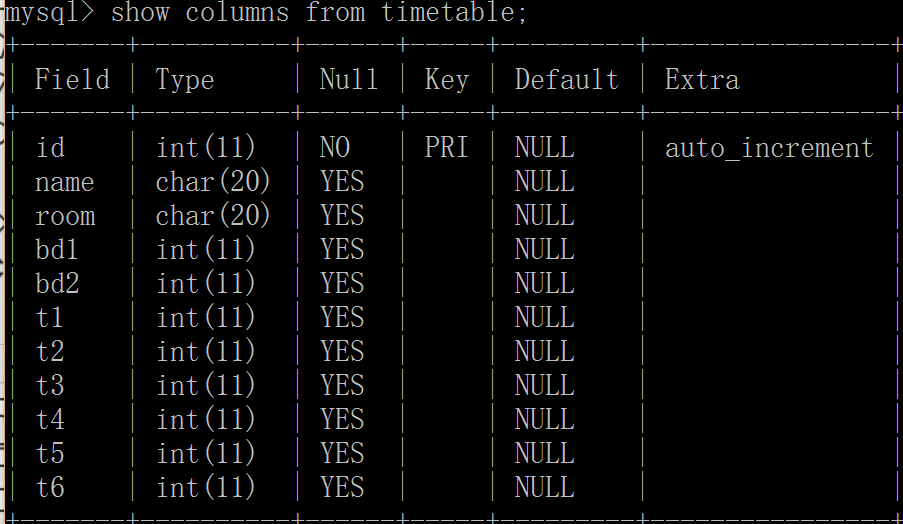 mysql> show columns from timetable;
+-------+----------+------+-----+---------+----------------+
| Field | Type | Null | Key | Default | Extra |
+-------+----------+------+-----+---------+----------------+
| id | int(11) | NO | PRI | NULL | auto_increment |
| name | char(20) | YES | | NULL | |
| room | char(20) | YES | | NULL | |
| bd1 | int(11) | YES | | NULL | |
| bd2 | int(11) | YES | | NULL | |
| t1 | int(11) | YES | | NULL | |
| t2 | int(11) | YES | | NULL | |
| t3 | int(11) | YES | | NULL | |
| t4 | int(11) | YES | | NULL | |
| t5 | int(11) | YES | | NULL | |
| t6 | int(11) | YES | | NULL | |
+-------+----------+------+-----+---------+----------------+